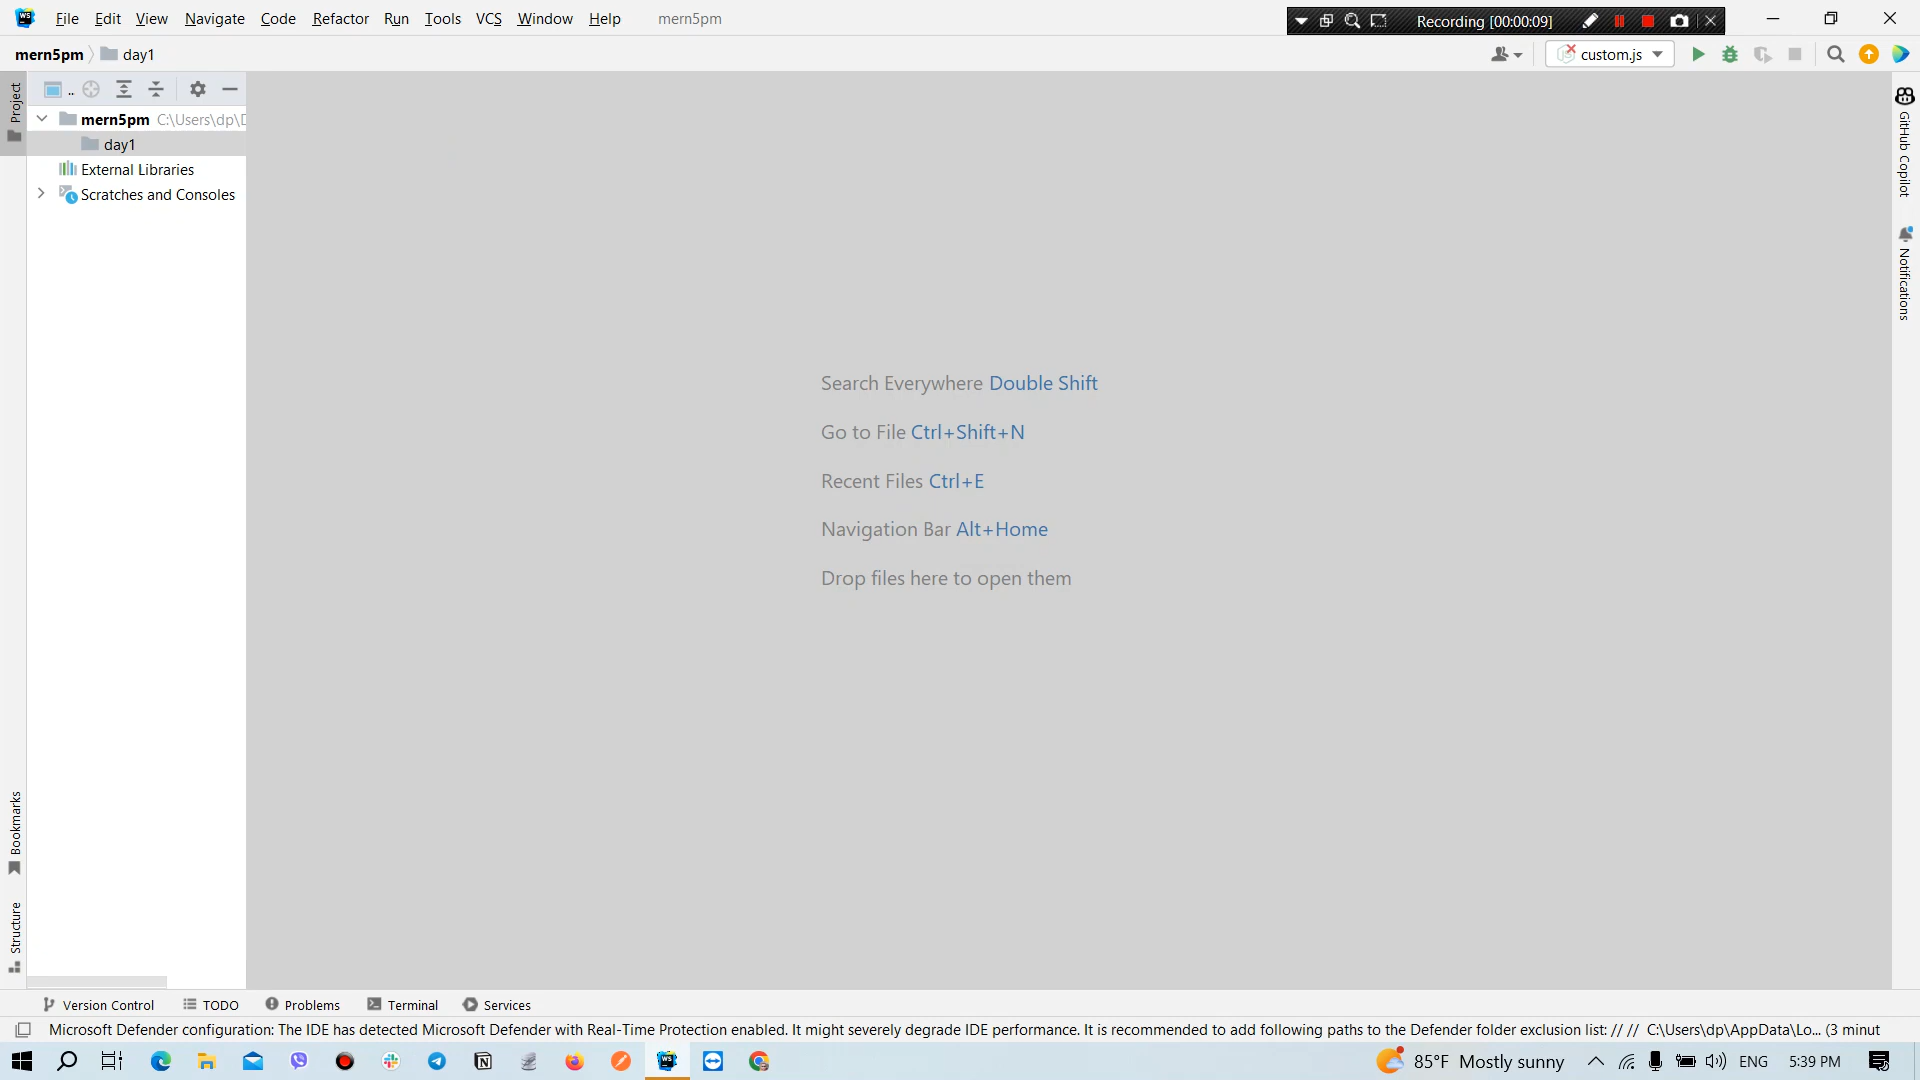 File Edit View Navigate Code Refactor Run Tools VCS Window Help mern5pm
Recording [00:00:09]
mern5pm day1
custom.js
Project
..
mern5pm C:\Users\dp\D
day1
External Libraries
Scratches and Consoles
GitHub Copilot
Notifications
Search Everywhere Double Shift
Go to File Ctrl+Shift+N
Recent Files Ctrl+E
Navigation Bar Alt+Home
Drop files here to open them
Bookmarks
Structure
Version Control TODO Problems Terminal Services
Microsoft Defender configuration: The IDE has detected Microsoft Defender with Real-Time Protection enabled. It might severely degrade IDE performance. It is recommended to add following paths to the Defender folder exclusion list: // // C:\Users\dp\AppData\Lo... (3 minut
85°F Mostly sunny ENG 5:39 PM